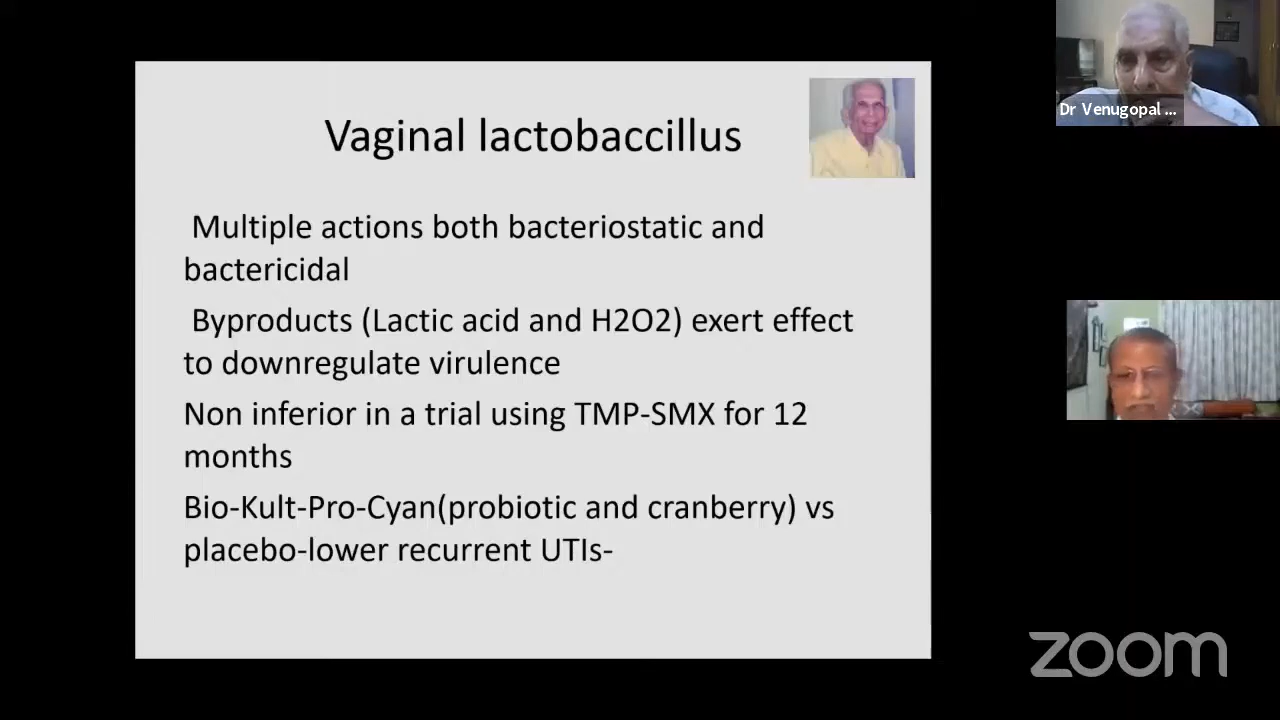 Vaginal lactobaccillus
Multiple actions both bacteriostatic and
bactericidal
Byproducts (Lactic acid and H2O2) exert effect
to downregulate virulence
Non inferior in a trial using TMP-SMX for 12
months
Bio-Kult-Pro-Cyan(probiotic and cranberry) vs
placebo-lower recurrent UTIs-
Dr Venugopal ...
zoom